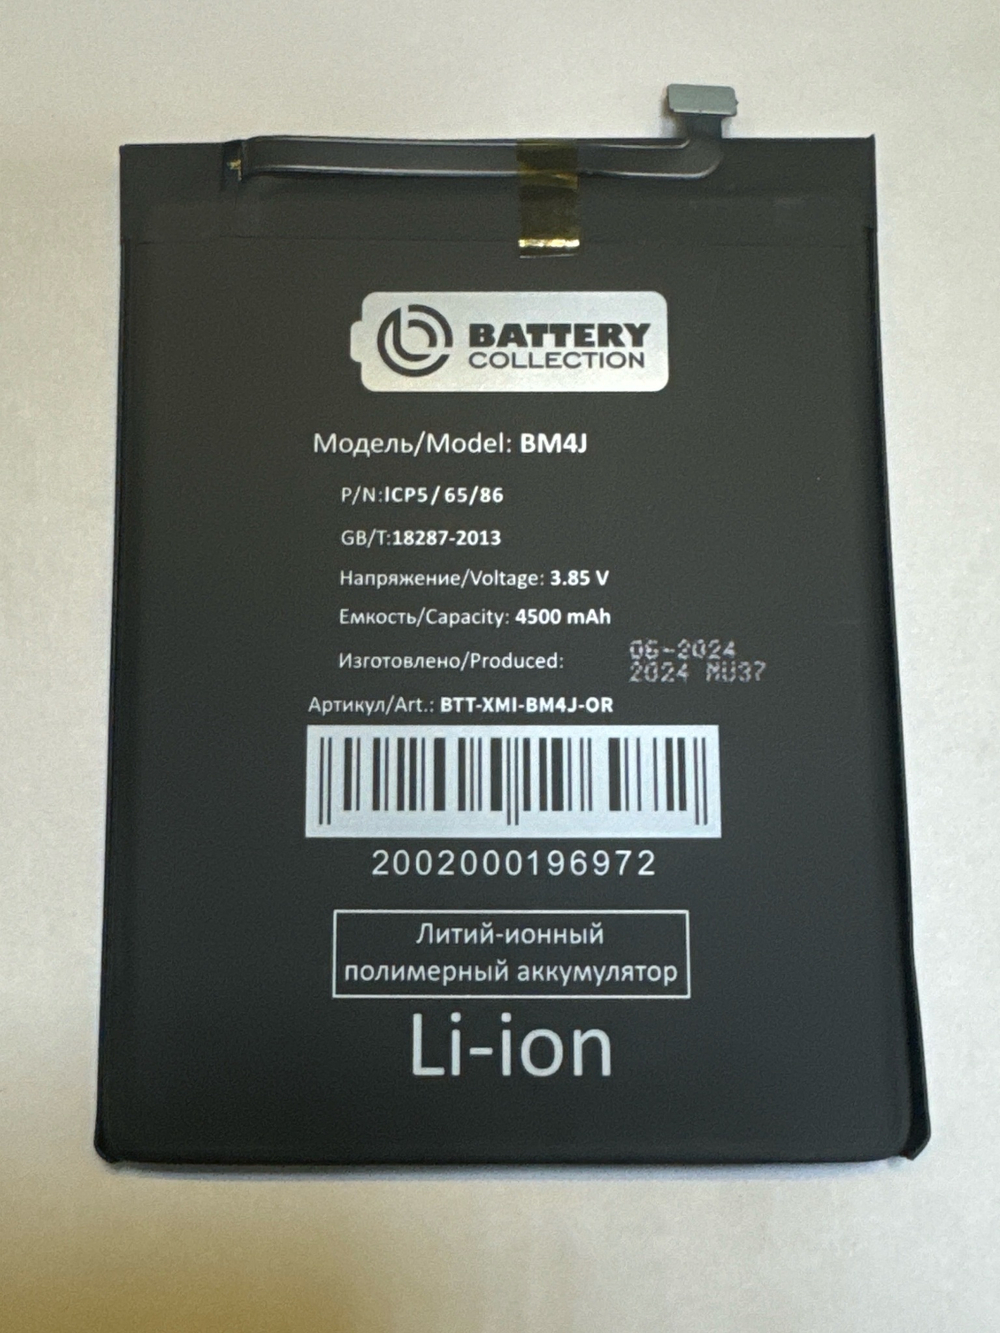 BATTERY
COLLECTION
Модель/Model: BM4J
P/N:ICP5/65/86
GB/T:18287-2013
Напряжение/Voltage: 3.85 V
Емкость/Capacity: 4500 mAh
Изготовлено/Produced: 06-2024
2024 MU37
Артикул/Art.: BTT-XMI-BM4J-OR
2002000196972
Литий-ионный
полимерный аккумулятор
Li-ion